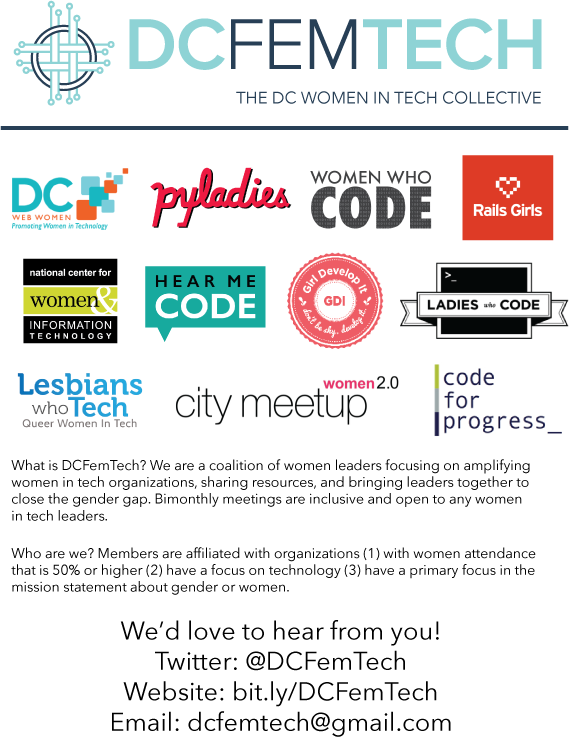 DCFEMTECH
THE DC WOMEN IN TECH COLLECTIVE
DC
WEB WOMEN
Promoting Women in Technology
pyladies
WOMEN WHO
CODE
Rails Girls
national center for
women&
INFORMATION
TECHNOLOGY
HEAR ME
CODE
Girl Develop It
GDI
don't be shy.. develop it.
>_
LADIES who CODE
Lesbians
whoTech
Queer Women In Tech
women2.0
city meetup
code
for
progress_
What is DCFemTech? We are a coalition of women leaders focusing on amplifying
women in tech organizations, sharing resources, and bringing leaders together to
close the gender gap. Bimonthly meetings are inclusive and open to any women
in tech leaders.
Who are we? Members are affiliated with organizations (1) with women attendance
that is 50% or higher (2) have a focus on technology (3) have a primary focus in the
mission statement about gender or women.
We'd love to hear from you!
Twitter: @DCFemTech
Website: bit.ly/DCFemTech
Email: dcfemtech@gmail.com